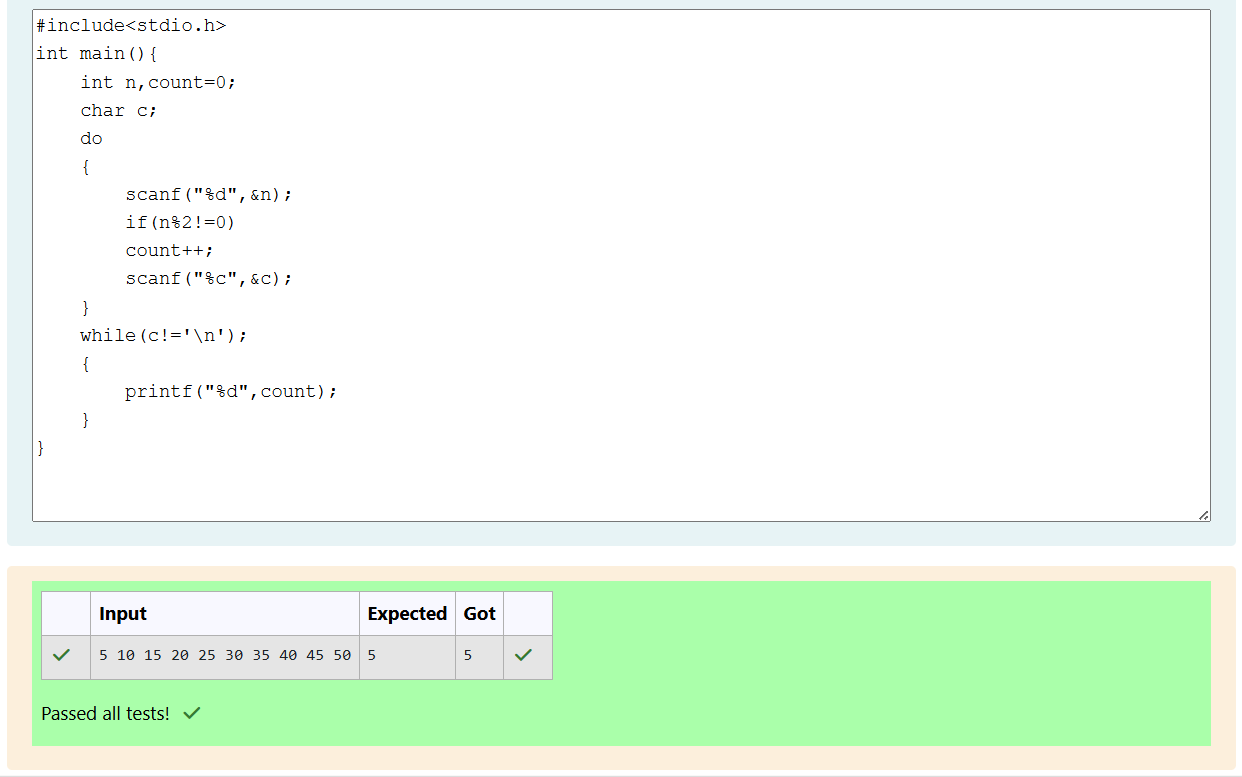 #include<stdio.h>
int main(){
    int n,count=0;
    char c;
    do
    {
        scanf("%d",&n);
        if(n%2!=0)
        count++;
        scanf("%c",&c);
    }
    while(c!='\n');
    {
        printf("%d",count);
    }
}
Input Expected Got
5 10 15 20 25 30 35 40 45 50 5 5
Passed all tests!